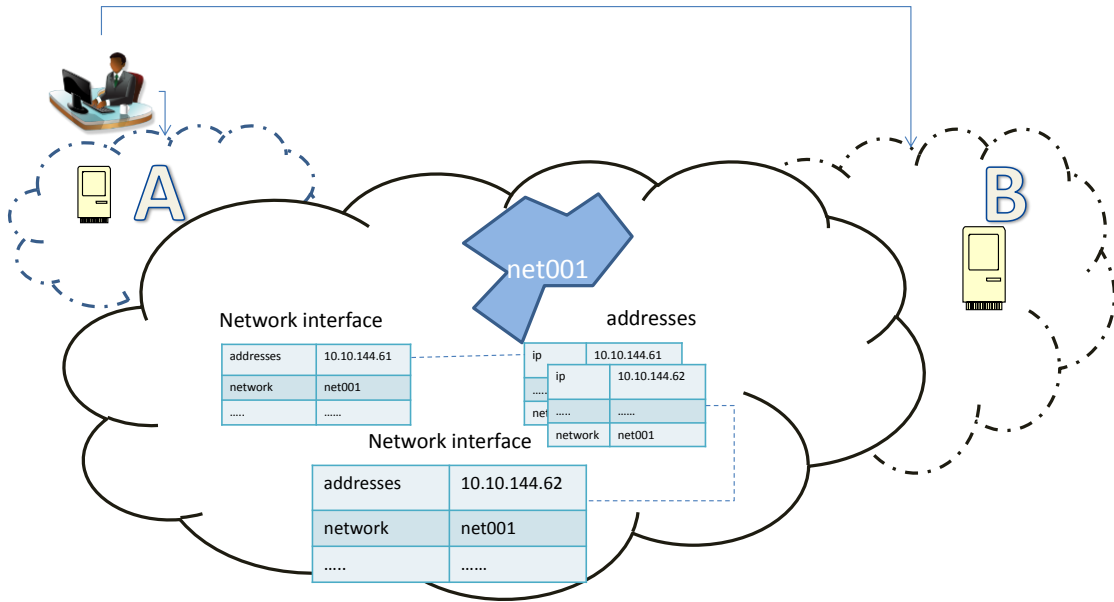 A
B
net001
Network interface
addresses 10.10.144.61
network net001
..... ......
addresses
ip 10.10.144.61
.....
net
ip 10.10.144.62
..... ......
network net001
Network interface
addresses 10.10.144.62
network net001
..... ......